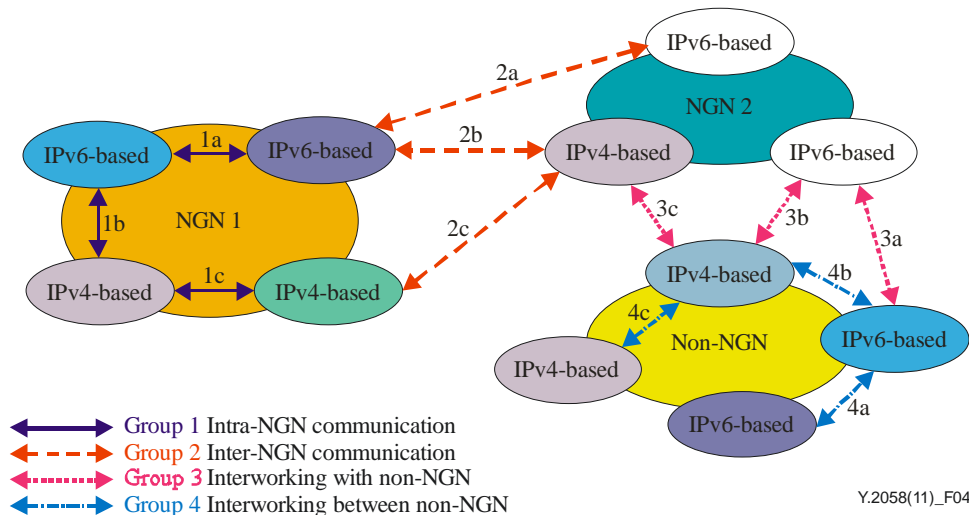 IPv6-based
2a
NGN 2
1a
2b
IPv6-based
IPv6-based
IPv4-based
IPv6-based
1b
NGN 1
2c
3c
3b
3a
1c
IPv4-based
IPv4-based
IPv4-based
4b
4c
Non-NGN
IPv6-based
IPv4-based
4a
IPv6-based
Group 1 Intra-NGN communication
Group 2 Inter-NGN communication
Group 3 Interworking with non-NGN
Group 4 Interworking between non-NGN
Y.2058(11)_F04